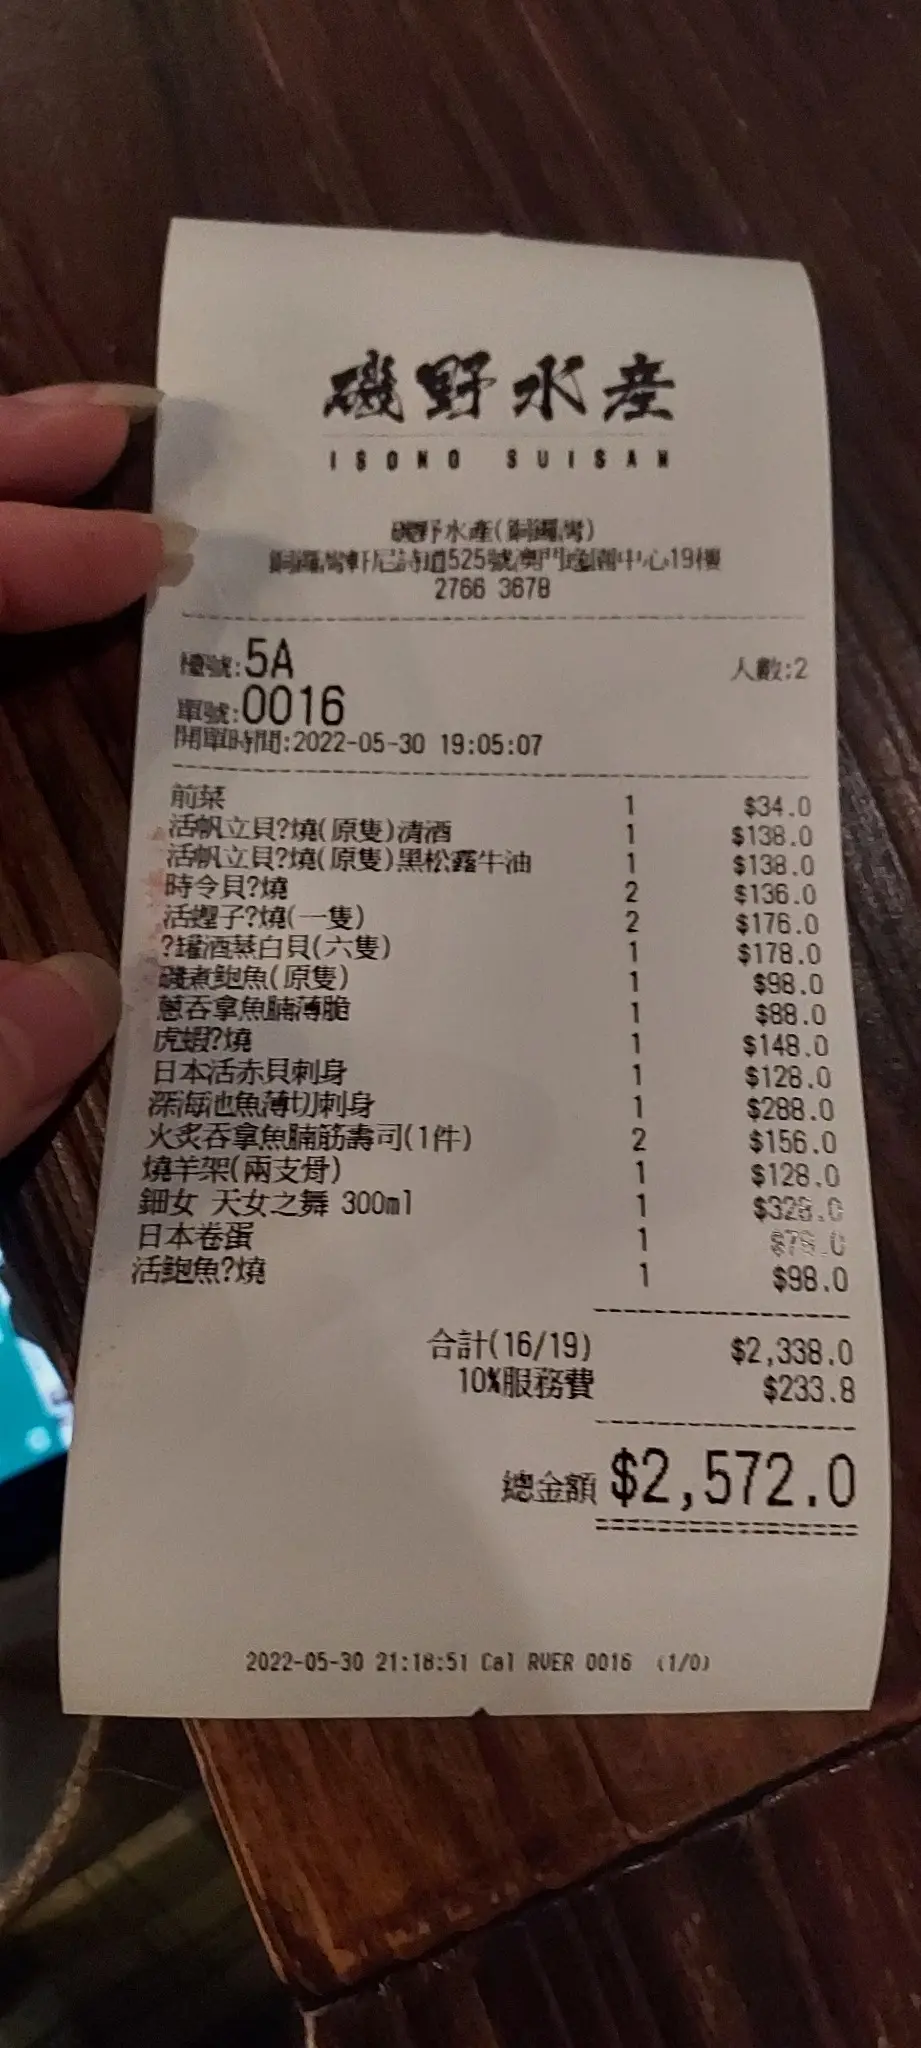 磯野水産
ISONO SUISAN
磯野水產(銅鑼灣)
銅鑼灣軒尼詩道525號澳門逸園中心19樓
2766 3678
檯號:5A 人數:2
單號:0016
開單時間:2022-05-30 19:05:07
前菜 1 $34.0
活帆立貝?燒(原隻)清酒 1 $138.0
活帆立貝?燒(原隻)黑松露牛油 1 $138.0
時令貝?燒 2 $136.0
活蟶子?燒(一隻) 2 $176.0
?罐酒蒸白貝(六隻) 1 $178.0
磯煮鮑魚(原隻) 1 $98.0
蔥吞拿魚腩薄脆 1 $88.0
虎蝦?燒 1 $148.0
日本活赤貝刺身 1 $128.0
深海池魚薄切刺身 1 $288.0
火炙吞拿魚腩筋壽司(1件) 2 $156.0
燒羊架(兩支骨) 1 $128.0
鈿女 天女之舞 300ml 1 $328.0
日本卷蛋 1 $78.0
活鮑魚?燒 1 $98.0
合計(16/19) $2,338.0
10%服務費 $233.8
總金額 $2,572.0
2022-05-30 21:18:51 Cal RVER 0016 (1/0)